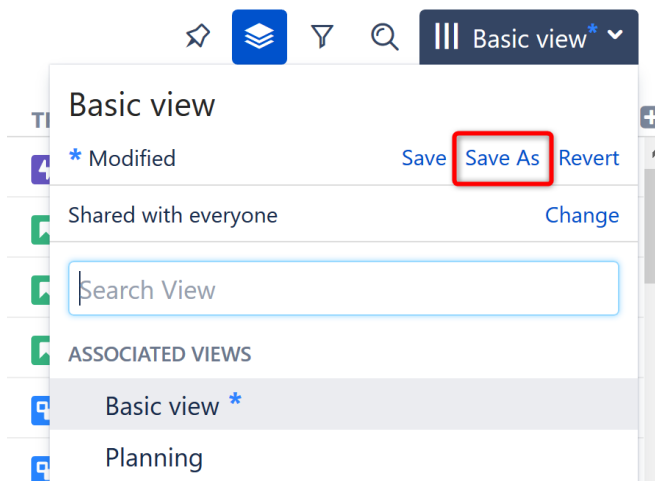 Basic view*
Basic view
* Modified Save Save As Revert
Shared with everyone Change
Search View
ASSOCIATED VIEWS
Basic view *
Planning